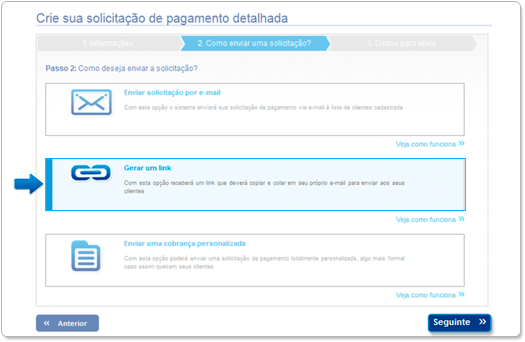 Crie sua solicitação de pagamento detalhada
1. Informações
2. Como enviar uma solicitação?
3. Dados para envio
Passo 2: Como deseja enviar a solicitação?
Enviar solicitação por e-mail
Com esta opção o sistema enviará sua solicitação de pagamento via e-mail à lista de clientes cadastrada
Veja como funciona »
Gerar um link
Com esta opção receberá um link que deverá copiar e colar em seu próprio e-mail para enviar aos seus
clientes
Veja como funciona »
Enviar uma cobrança personalizada
Com esta opção poderá enviar uma solicitação de pagamento totalmente personalizada, algo mais formal
caso assim queiram seus clientes
Veja como funciona »
« Anterior
Seguinte »